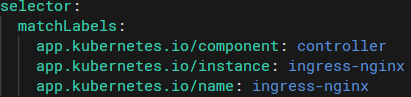 selector:
  matchLabels:
    app.kubernetes.io/component: controller
    app.kubernetes.io/instance: ingress-nginx
    app.kubernetes.io/name: ingress-nginx